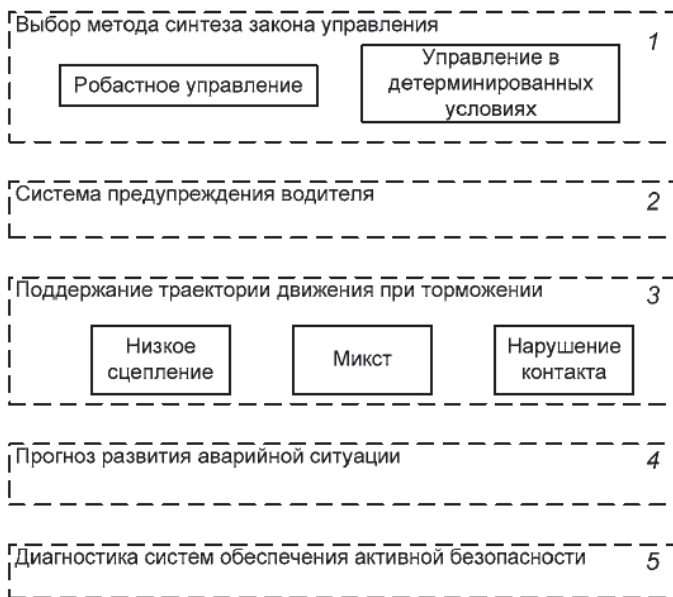 Выбор метода синтеза закона управления
1
Робастное управление
Управление в
детерминированных
условиях
Система предупреждения водителя
2
Поддержание траектории движения при торможении
3
Низкое
сцепление
Микст
Нарушение
контакта
Прогноз развития аварийной ситуации
4
Диагностика систем обеспечения активной безопасности
5